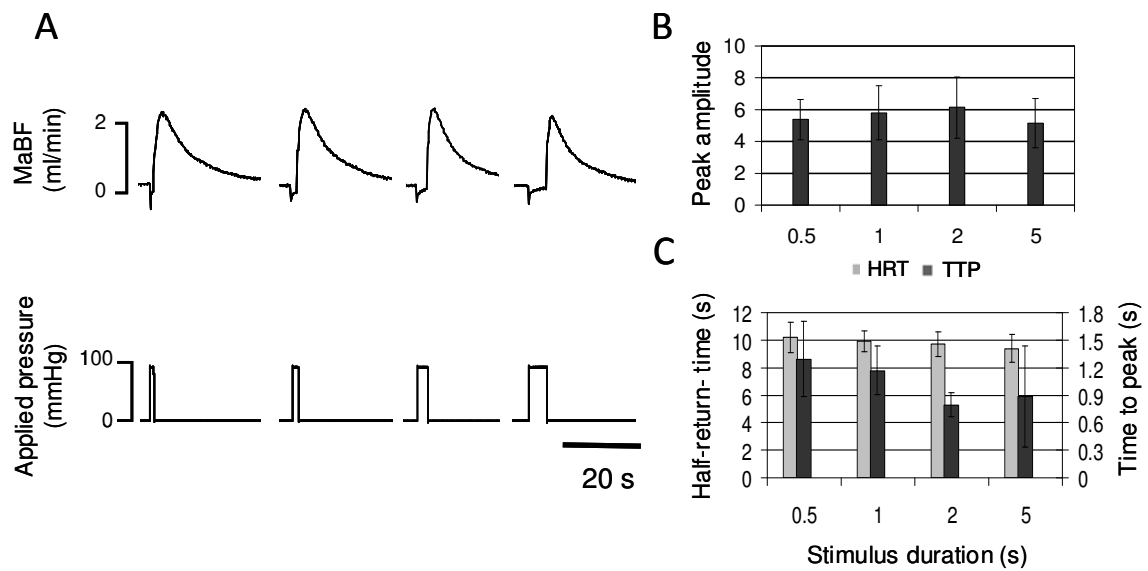 A
MaBF
(ml/min)
2
0
Applied pressure
(mmHg)
100
0
20 s
B
Peak amplitude
10
8
6
4
2
0
0.5 1 2 5
HRT TTP
C
Half-return- time (s)
12
10
8
6
4
2
0
1.8
1.5
1.2
0.9
0.6
0.3
0
Time to peak (s)
0.5 1 2 5
Stimulus duration (s)